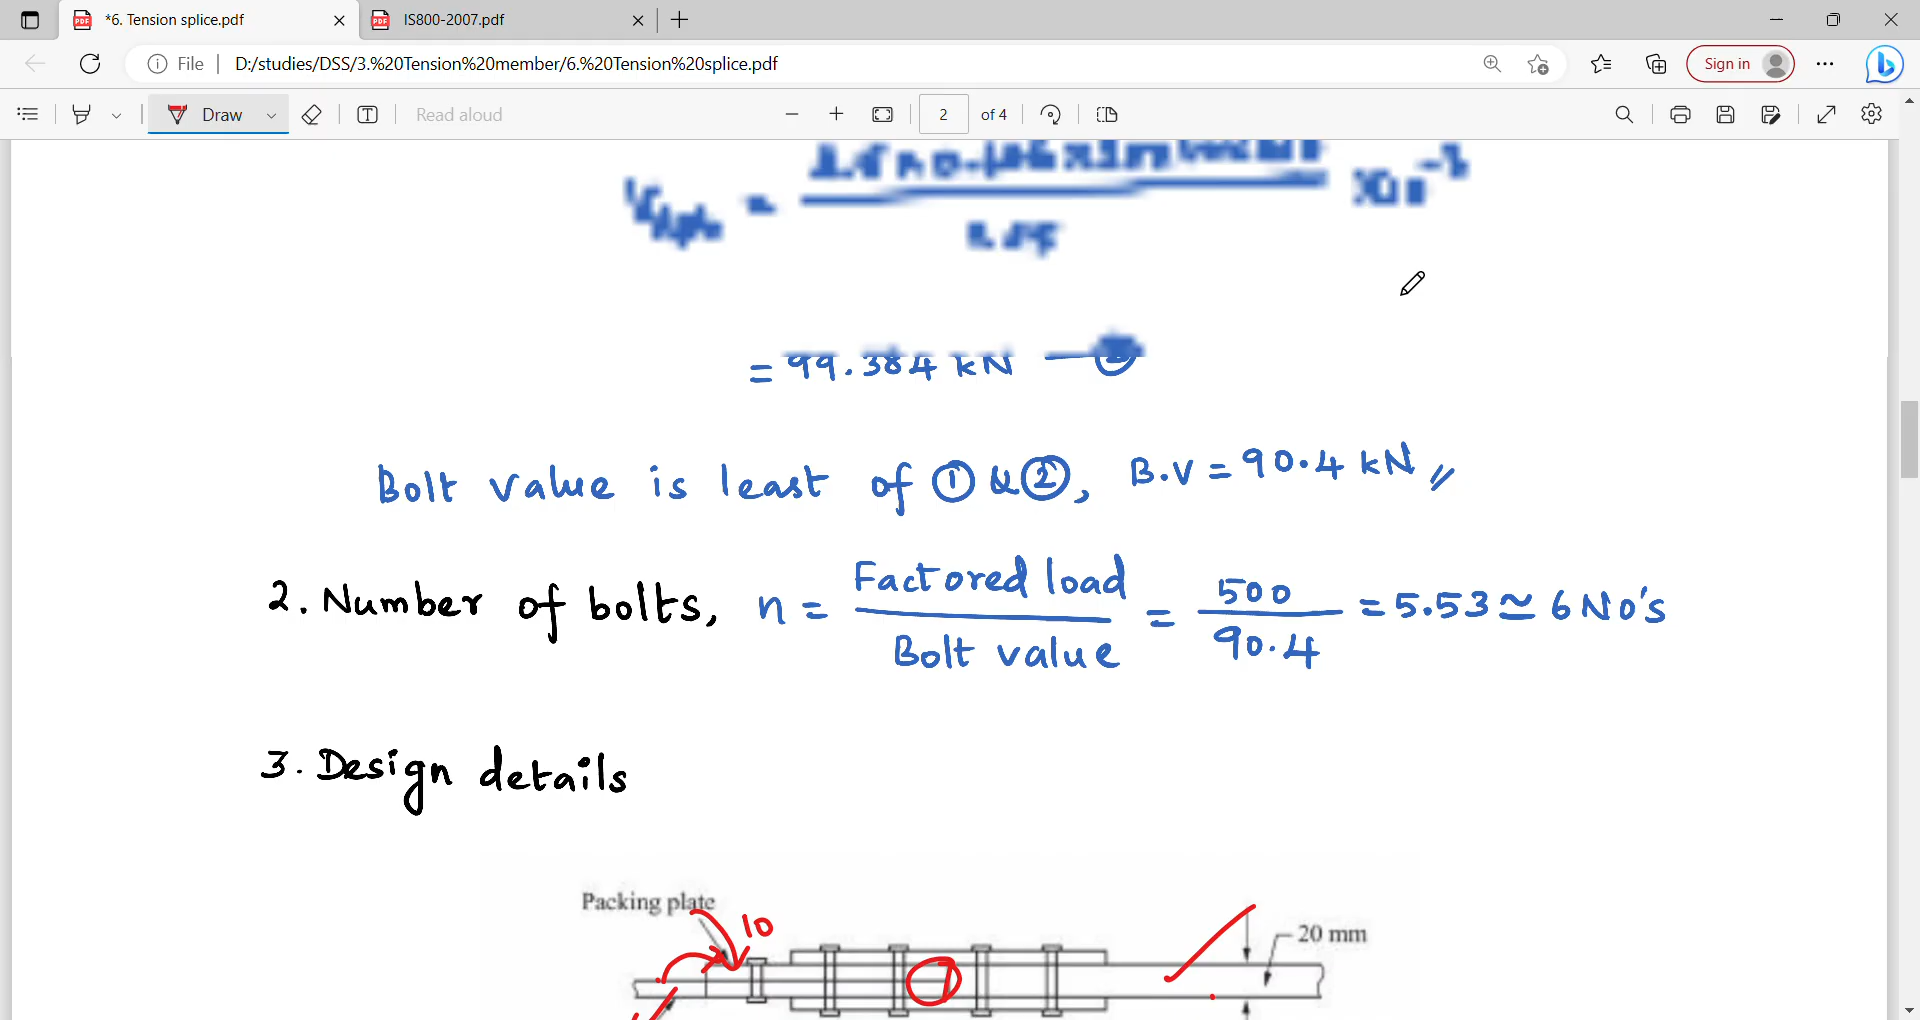 *6. Tension splice.pdf
IS800-2007.pdf
File D:/studies/DSS/3.%20Tension%20member/6.%20Tension%20splice.pdf
Sign in
Draw
Read aloud
2 of 4
= 99.384 kN — ②
Bolt value is least of ① & ②, B.V = 90.4 kN //
2. Number of bolts, n = Factored load / Bolt value = 500 / 90.4 = 5.53 ≃ 6 No's
3. Design details
Packing plate
10
20 mm